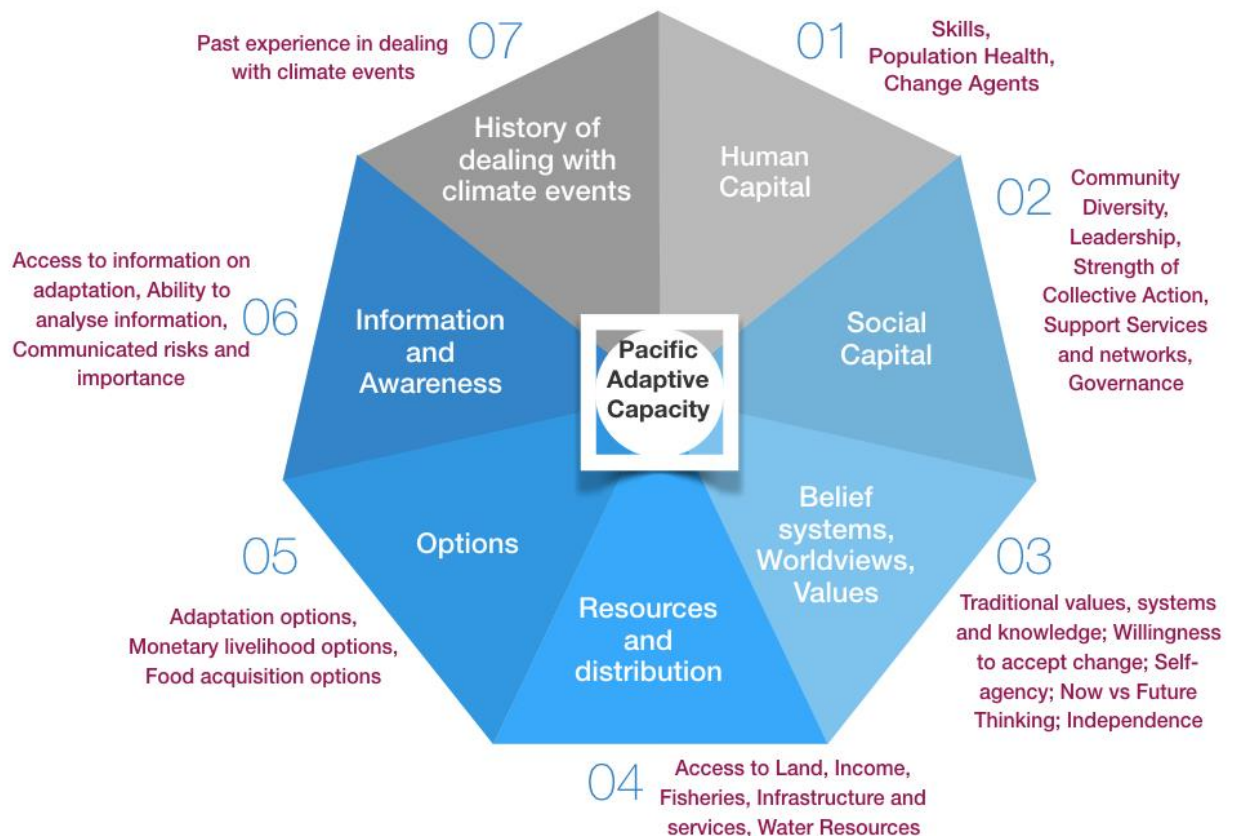 Pacific
Adaptive
Capacity
01
Skills,
Population Health,
Change Agents
Human
Capital
02
Community
Diversity,
Leadership,
Strength of
Collective Action,
Support Services
and networks,
Governance
Social
Capital
03
Traditional values, systems
and knowledge; Willingness
to accept change; Self-
agency; Now vs Future
Thinking; Independence
Belief
systems,
Worldviews,
Values
04
Access to Land, Income,
Fisheries, Infrastructure and
services, Water Resources
Resources
and
distribution
05
Adaptation options,
Monetary livelihood options,
Food acquisition options
Options
06
Access to information on
adaptation, Ability to
analyse information,
Communicated risks and
importance
Information
and
Awareness
07
Past experience in dealing
with climate events
History of
dealing with
climate events